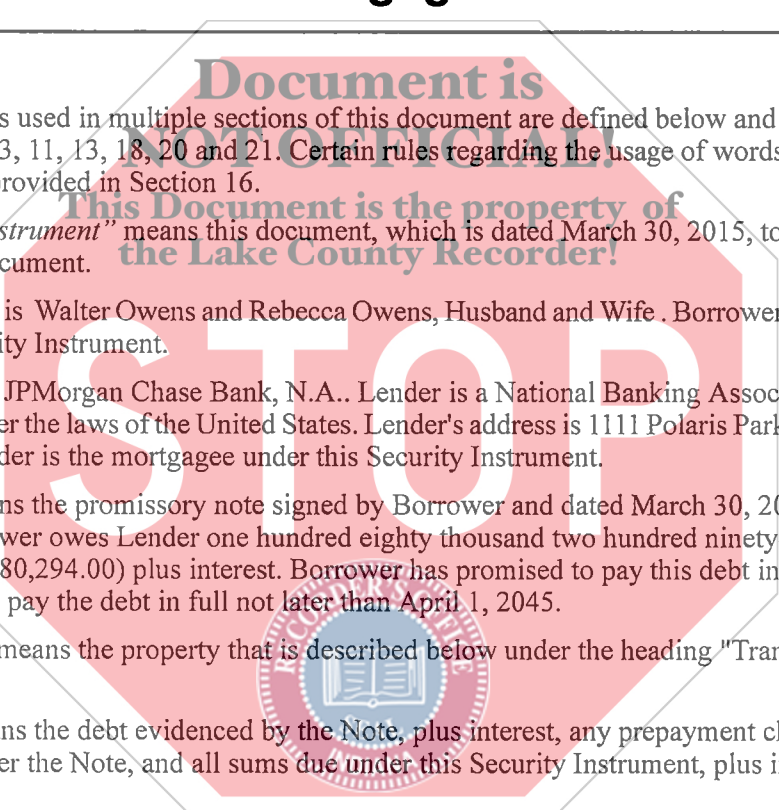 Document is
s used in multiple sections of this document are defined below and
NOT OFFICIAL!
3, 11, 13, 18, 20 and 21. Certain rules regarding the usage of words
rovided in Section 16.
This Document is the property of
strument” means this document, which is dated March 30, 2015, to
the Lake County Recorder!
cument.
is Walter Owens and Rebecca Owens, Husband and Wife . Borrower
ity Instrument.
STOP
JPMorgan Chase Bank, N.A.. Lender is a National Banking Assoc
er the laws of the United States. Lender's address is 1111 Polaris Park
der is the mortgagee under this Security Instrument.
ns the promissory note signed by Borrower and dated March 30, 20
wer owes Lender one hundred eighty thousand two hundred ninety
80,294.00) plus interest. Borrower has promised to pay this debt in
pay the debt in full not later than April 1, 2045.
RECORDER'S OFFICE
means the property that is described below under the heading "Tran
SEAL
ns the debt evidenced by the Note, plus interest, any prepayment cl
er the Note, and all sums due under this Security Instrument, plus i